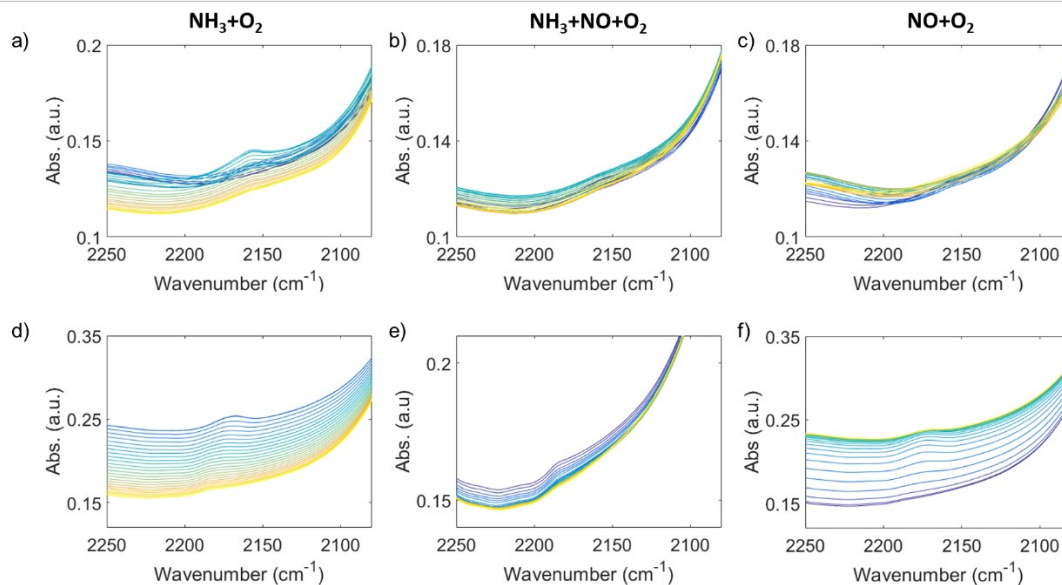 NH₃+O₂
NH₃+NO+O₂
NO+O₂
a)
b)
c)
0.2
0.15
0.1
Abs. (a.u.)
2250 2200 2150 2100
Wavenumber (cm⁻¹)
0.18
0.14
0.1
Abs. (a.u.)
2250 2200 2150 2100
Wavenumber (cm⁻¹)
0.18
0.14
0.1
Abs. (a.u.)
2250 2200 2150 2100
Wavenumber (cm⁻¹)
d)
e)
f)
0.35
0.25
0.15
Abs. (a.u.)
2250 2200 2150 2100
Wavenumber (cm⁻¹)
0.2
0.15
Abs. (a.u.)
2250 2200 2150 2100
Wavenumber (cm⁻¹)
0.35
0.25
0.15
Abs. (a.u.)
2250 2200 2150 2100
Wavenumber (cm⁻¹)